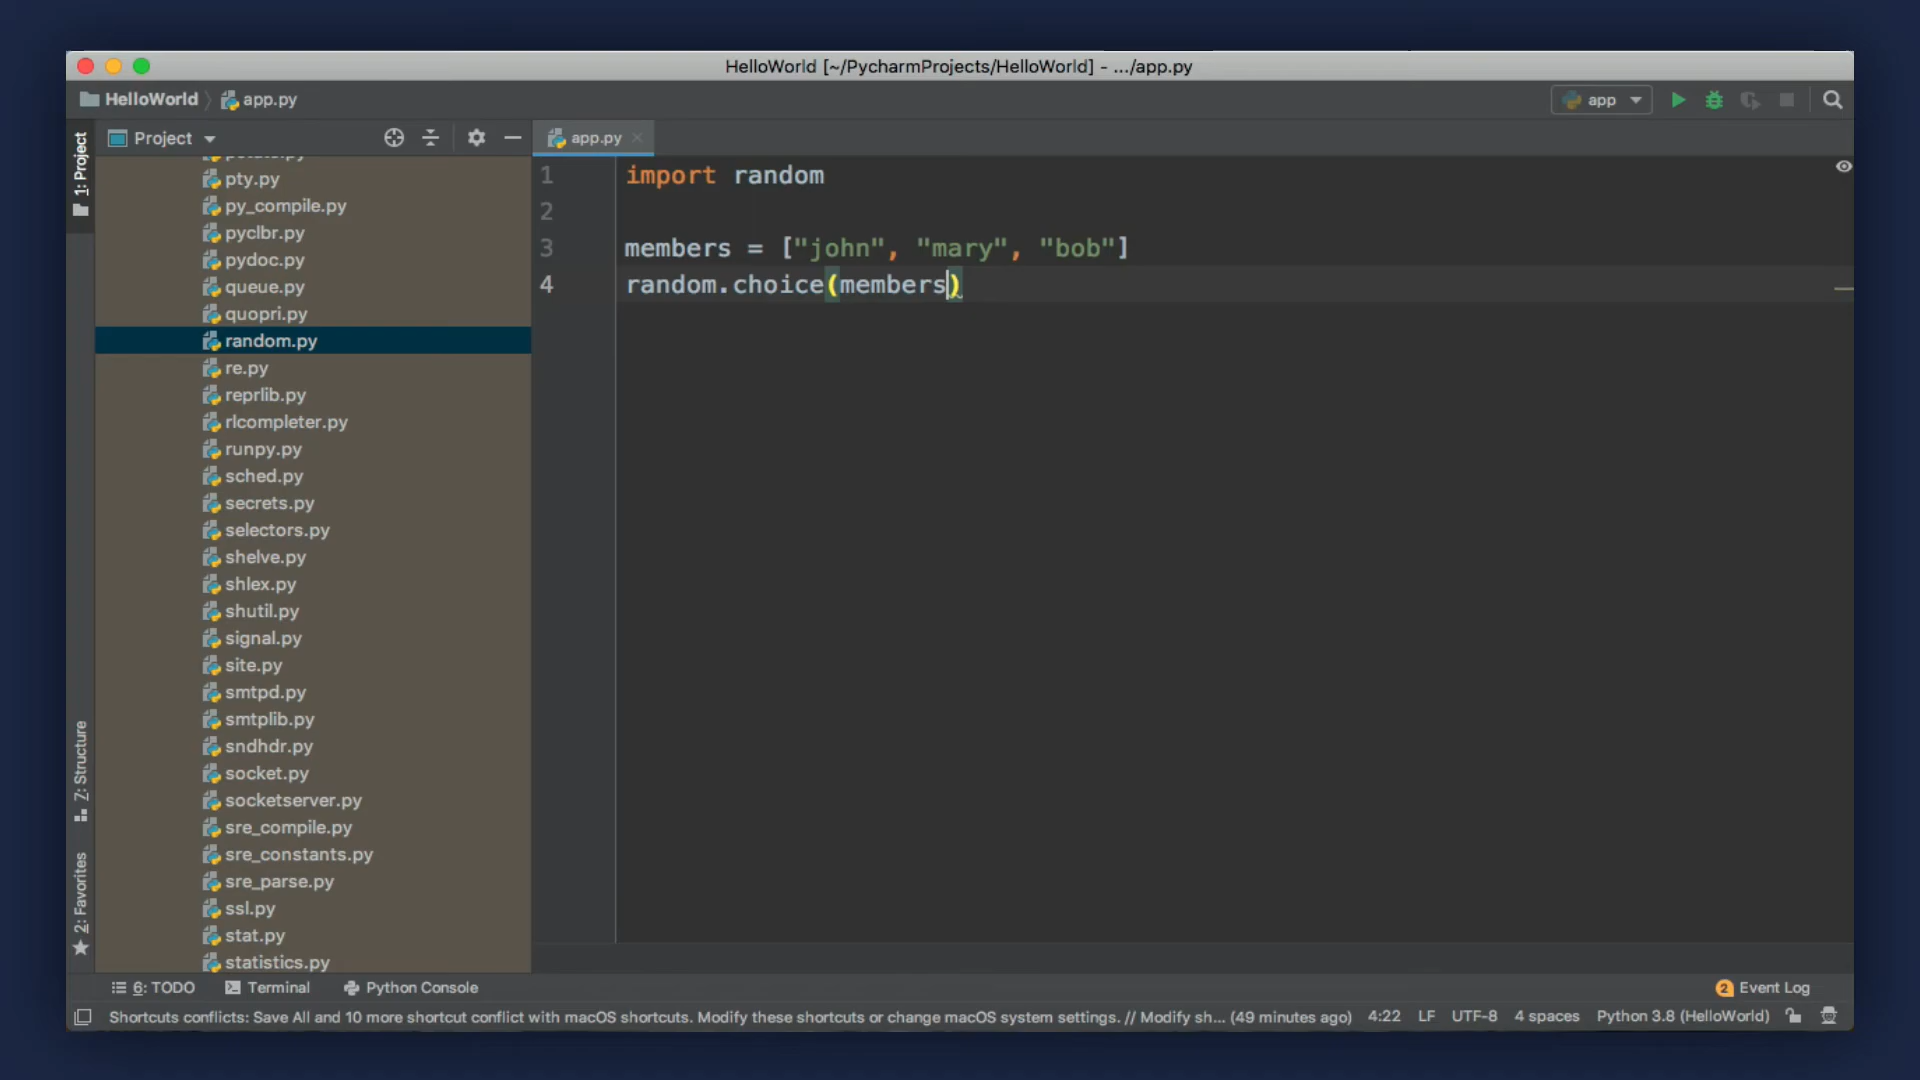 HelloWorld [~/PycharmProjects/HelloWorld] - .../app.py
HelloWorld
app.py
app
1: Project
Z: Structure
2: Favorites
Project
pty.py
py_compile.py
pyclbr.py
pydoc.py
queue.py
quopri.py
random.py
re.py
reprlib.py
rlcompleter.py
runpy.py
sched.py
secrets.py
selectors.py
shelve.py
shlex.py
shutil.py
signal.py
site.py
smtpd.py
smtplib.py
sndhdr.py
socket.py
socketserver.py
sre_compile.py
sre_constants.py
sre_parse.py
ssl.py
stat.py
statistics.py
app.py
1 import random
2
3 members = ["john", "mary", "bob"]
4 random.choice(members)
6: TODO
Terminal
Python Console
2 Event Log
Shortcuts conflicts: Save All and 10 more shortcut conflict with macOS shortcuts. Modify these shortcuts or change macOS system settings. // Modify sh... (49 minutes ago)
4:22
LF
UTF-8
4 spaces
Python 3.8 (HelloWorld)